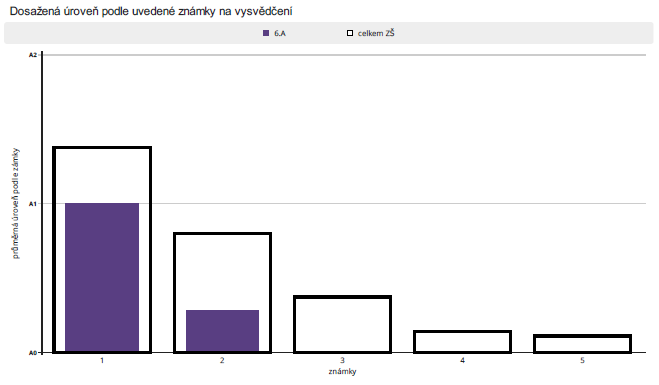 Dosažená úroveň podle uvedené známky na vysvědčení
6.A
celkem ZŠ
A2
A1
A0
průměrná úroveň podle zámky
1 2 3 4 5
známky